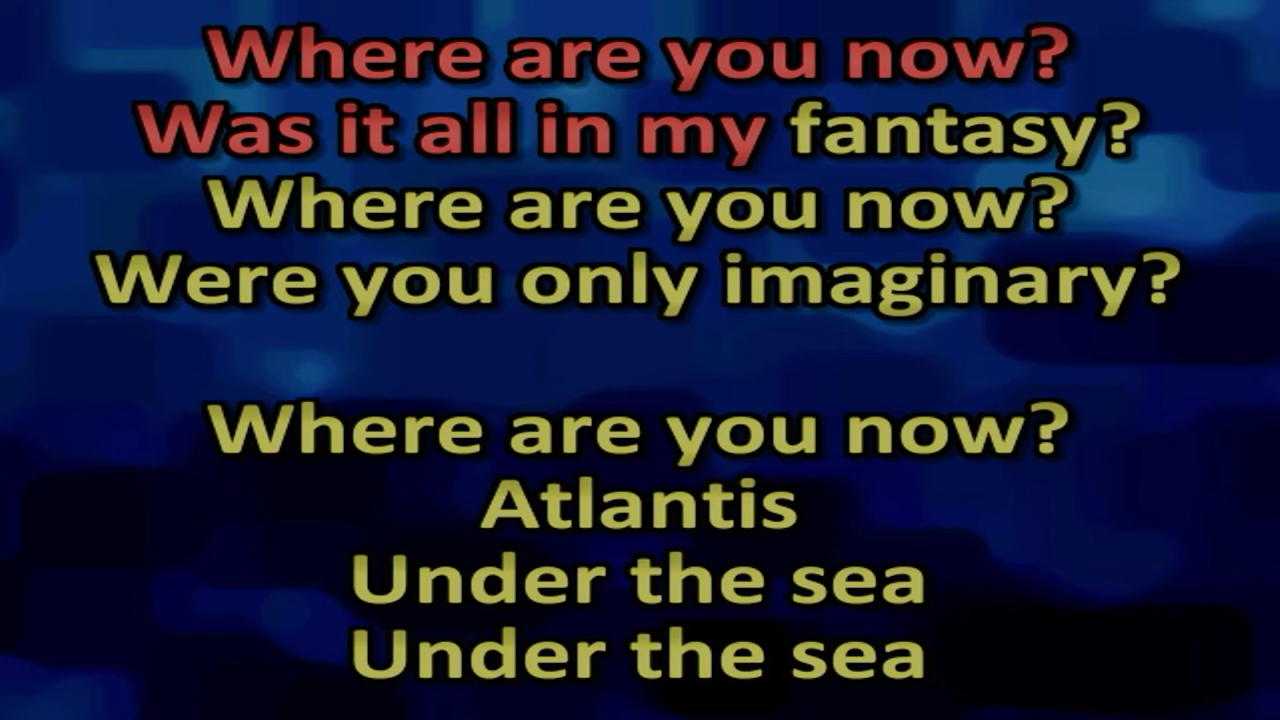 Where are you now?
Was it all in my fantasy?
Where are you now?
Were you only imaginary?
Where are you now?
Atlantis
Under the sea
Under the sea